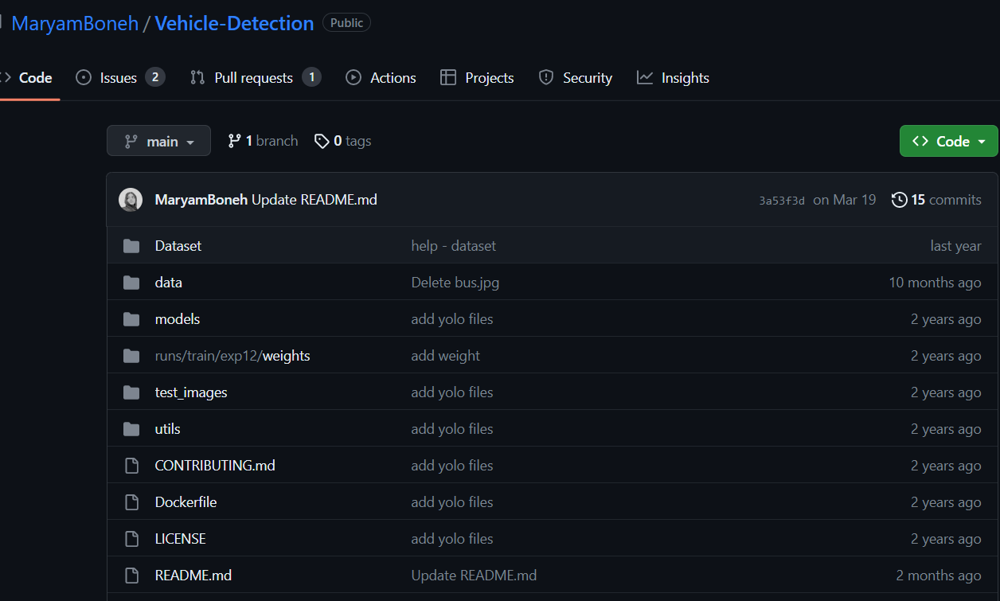 MaryamBoneh / Vehicle-Detection Public
Code Issues 2 Pull requests 1 Actions Projects Security Insights
main 1 branch 0 tags Code
MaryamBoneh Update README.md 3a53f3d on Mar 19 15 commits
Dataset help - dataset last year
data Delete bus.jpg 10 months ago
models add yolo files 2 years ago
runs/train/exp12/weights add weight 2 years ago
test_images add yolo files 2 years ago
utils add yolo files 2 years ago
CONTRIBUTING.md add yolo files 2 years ago
Dockerfile add yolo files 2 years ago
LICENSE add yolo files 2 years ago
README.md Update README.md 2 months ago